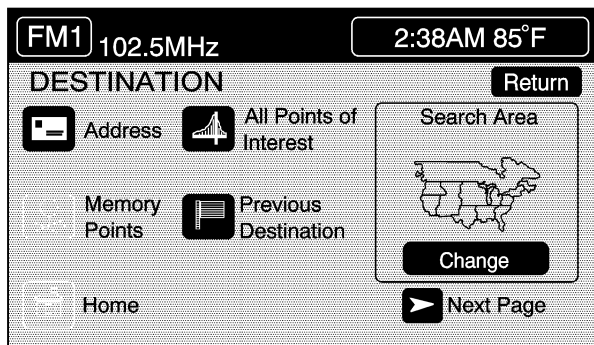 FM1 102.5MHz 2:38AM 85°F
DESTINATION
Return
Address
All Points of
Interest
Search Area
Memory
Points
Previous
Destination
Change
Home
Next Page